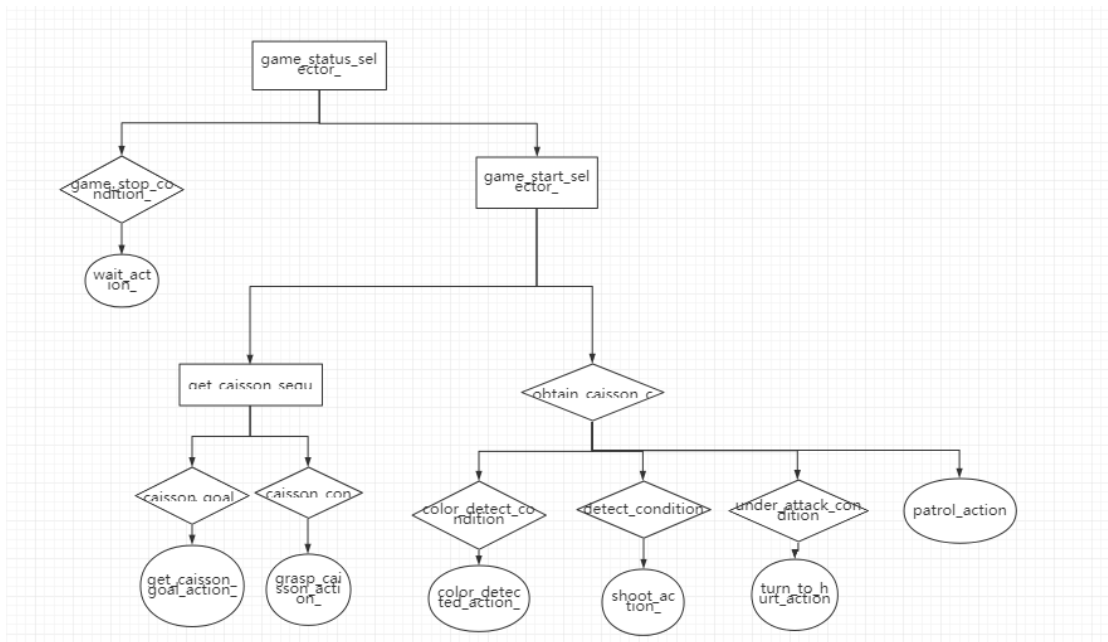 game_status_sel
ector_
game_stop_co
ndition_
game_start_sel
ector_
wait_act
ion_
get_caisson_sequ
obtain_caisson_c
caisson_goal
caisson_con
color_detect_co
ndition
detect_condition
under_attack_con
dition
patrol_action
get_caisson_
goal_action_
grasp_cai
sson_acti
on_
color_detec
ted_action_
shoot_ac
tion_
turn_to_h
urt_action